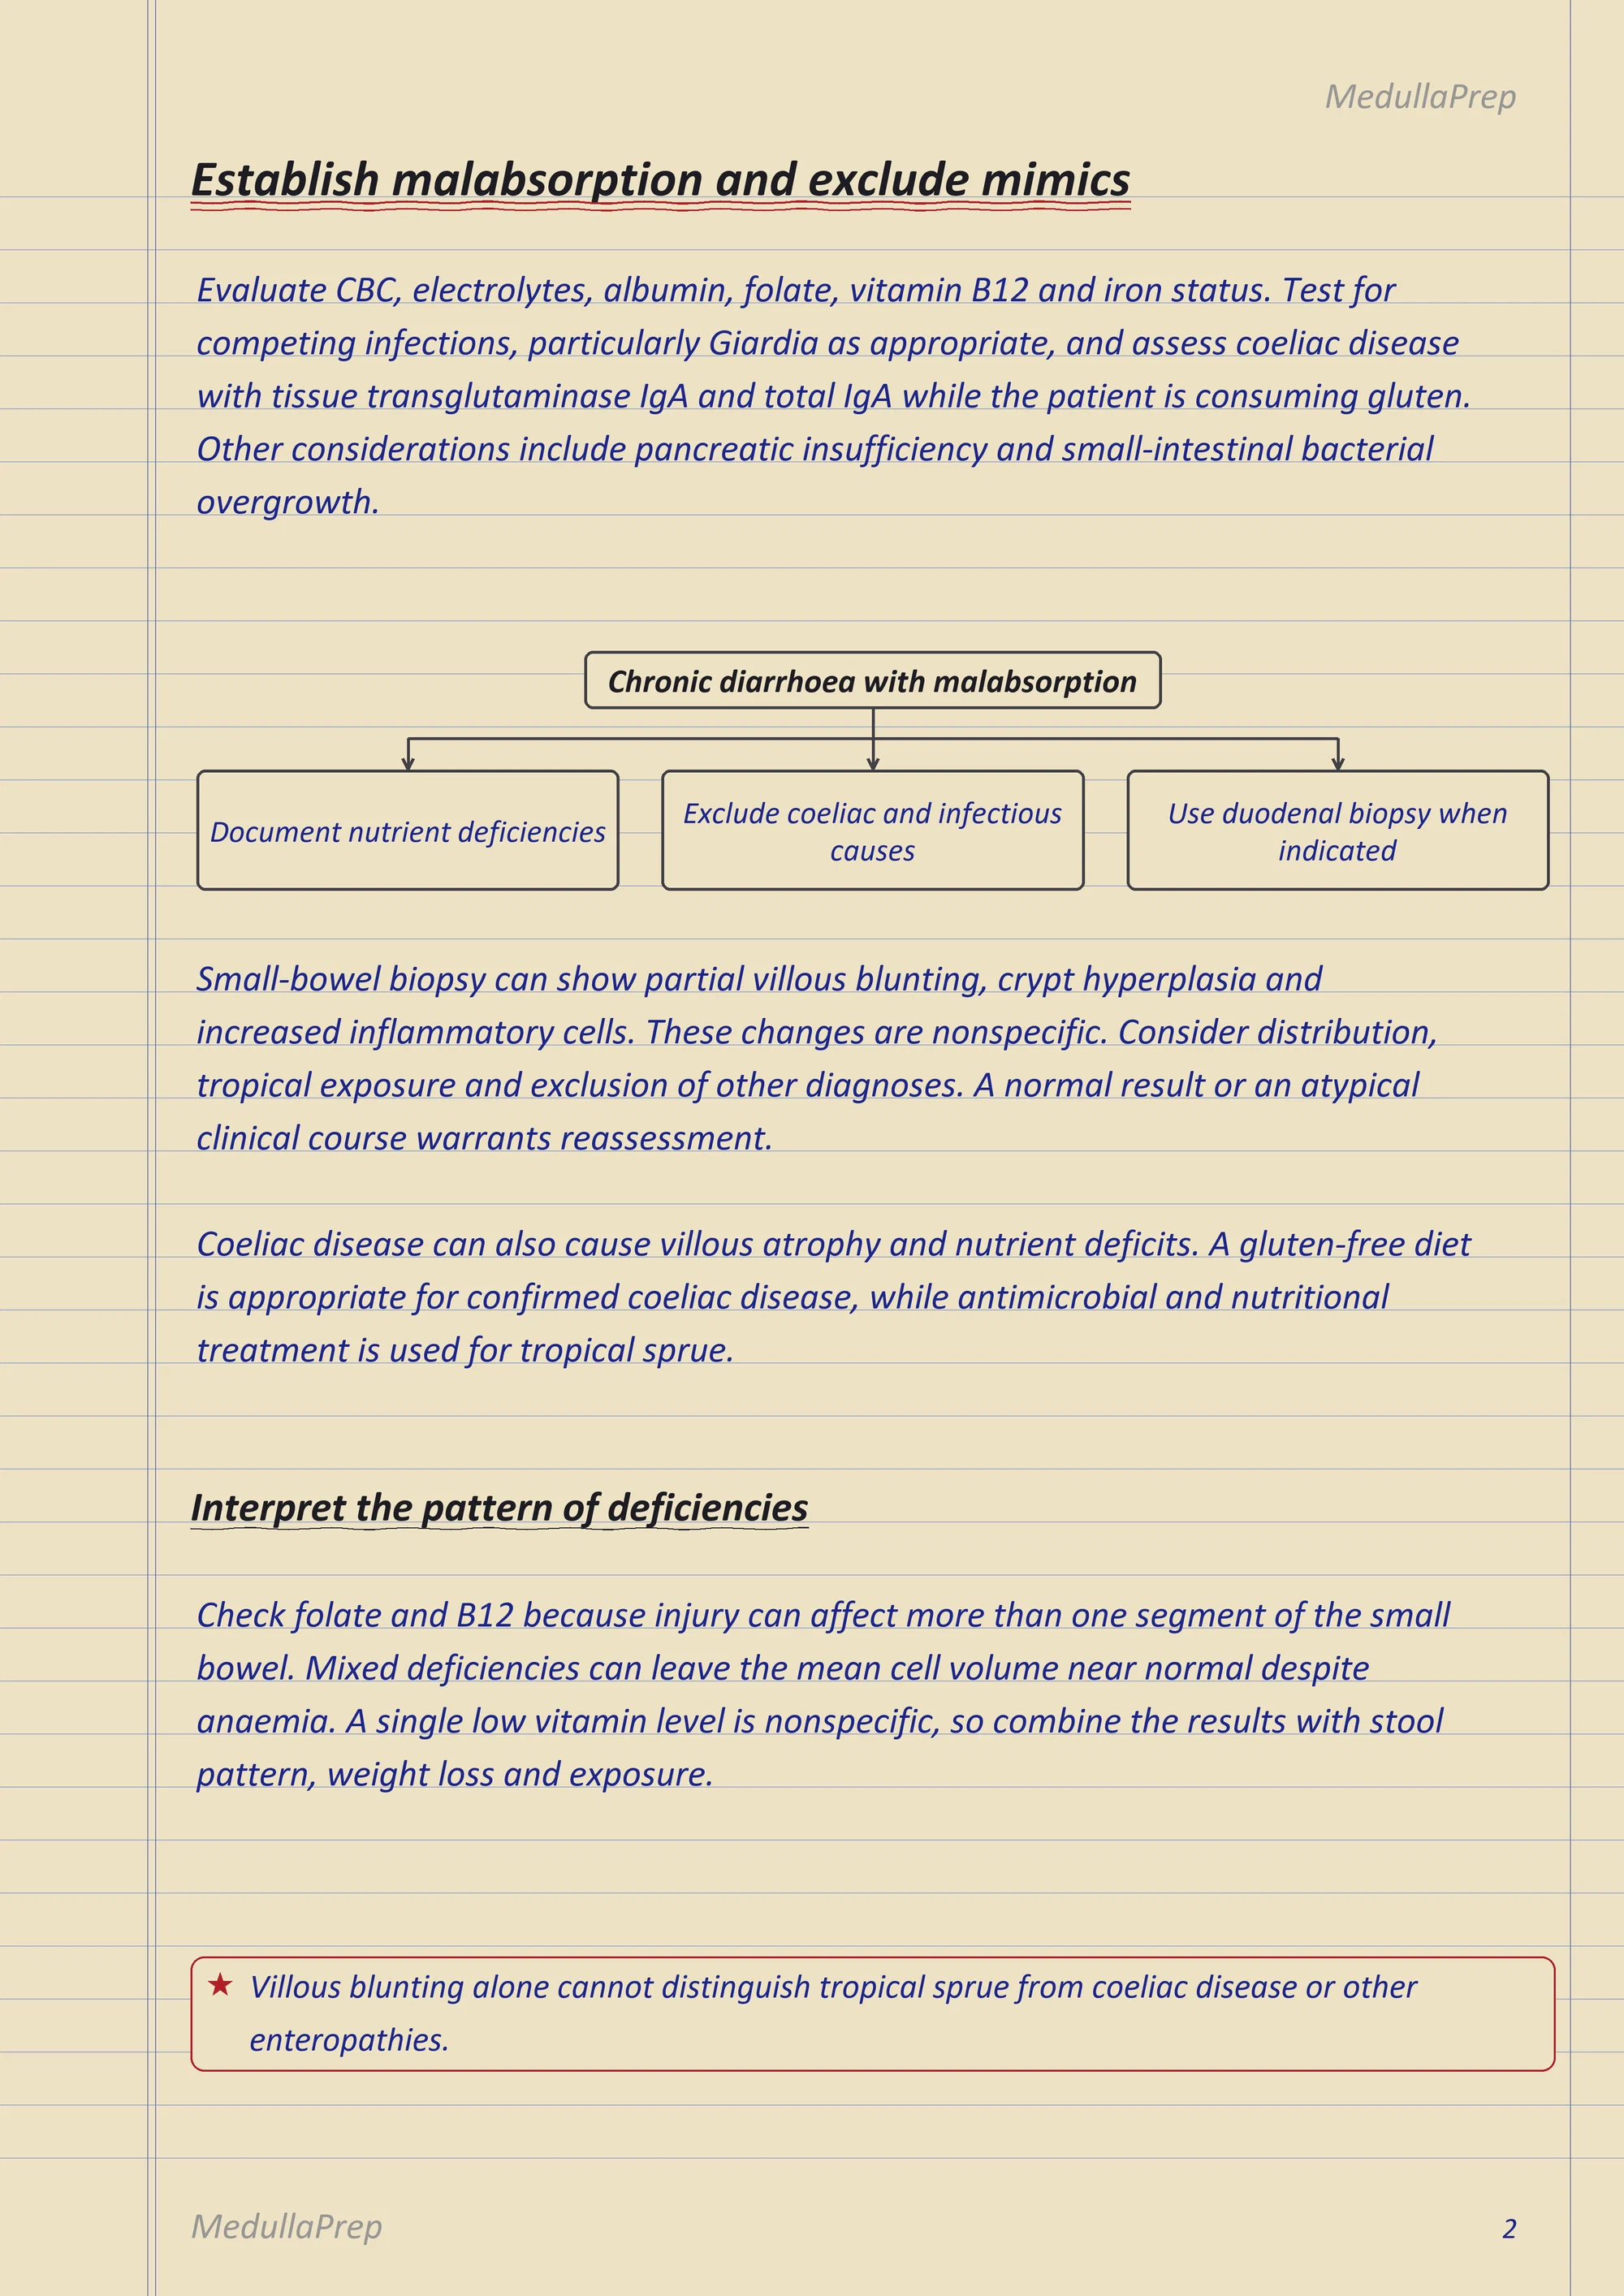 MedullaPrep
Establish malabsorption and exclude mimics
Evaluate CBC, electrolytes, albumin, folate, vitamin B12 and iron status. Test for
competing infections, particularly Giardia as appropriate, and assess coeliac disease
with tissue transglutaminase IgA and total IgA while the patient is consuming gluten.
Other considerations include pancreatic insufficiency and small-intestinal bacterial
overgrowth.
Chronic diarrhoea with malabsorption
Document nutrient deficiencies
Exclude coeliac and infectious
causes
Use duodenal biopsy when
indicated
Small-bowel biopsy can show partial villous blunting, crypt hyperplasia and
increased inflammatory cells. These changes are nonspecific. Consider distribution,
tropical exposure and exclusion of other diagnoses. A normal result or an atypical
clinical course warrants reassessment.
Coeliac disease can also cause villous atrophy and nutrient deficits. A gluten-free diet
is appropriate for confirmed coeliac disease, while antimicrobial and nutritional
treatment is used for tropical sprue.
Interpret the pattern of deficiencies
Check folate and B12 because injury can affect more than one segment of the small
bowel. Mixed deficiencies can leave the mean cell volume near normal despite
anaemia. A single low vitamin level is nonspecific, so combine the results with stool
pattern, weight loss and exposure.
★ Villous blunting alone cannot distinguish tropical sprue from coeliac disease or other
enteropathies.
MedullaPrep
2